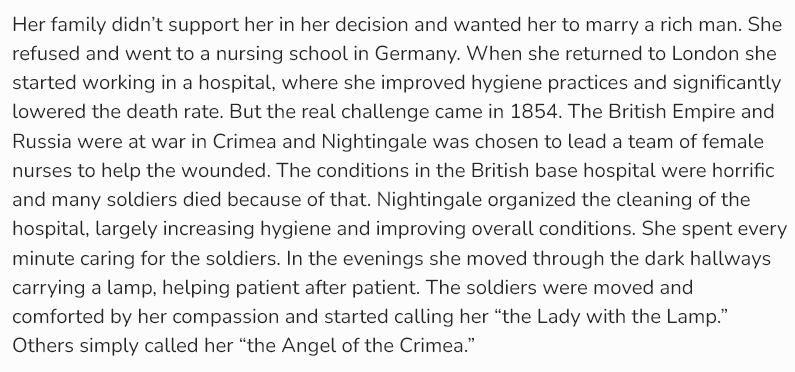 Her family didn’t support her in her decision and wanted her to marry a rich man. She
refused and went to a nursing school in Germany. When she returned to London she
started working in a hospital, where she improved hygiene practices and significantly
lowered the death rate. But the real challenge came in 1854. The British Empire and
Russia were at war in Crimea and Nightingale was chosen to lead a team of female
nurses to help the wounded. The conditions in the British base hospital were horrific
and many soldiers died because of that. Nightingale organized the cleaning of the
hospital, largely increasing hygiene and improving overall conditions. She spent every
minute caring for the soldiers. In the evenings she moved through the dark hallways
carrying a lamp, helping patient after patient. The soldiers were moved and
comforted by her compassion and started calling her “the Lady with the Lamp.”
Others simply called her “the Angel of the Crimea.”